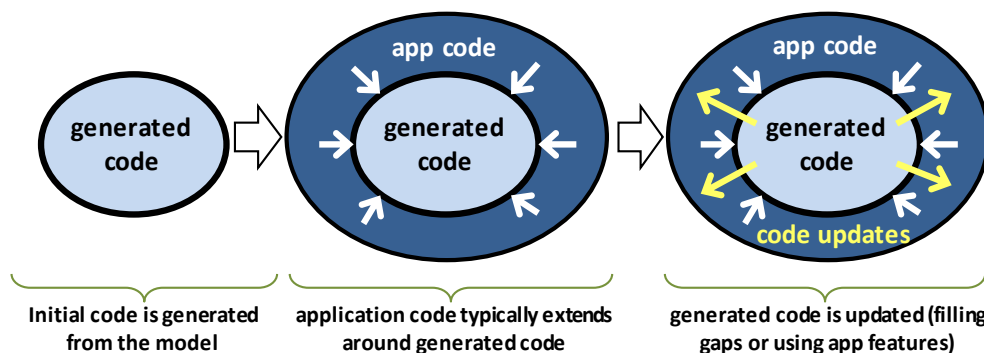 generated
code
app code
generated
code
app code
generated
code
code updates
Initial code is generated
from the model
application code typically extends
around generated code
generated code is updated (filling
gaps or using app features)